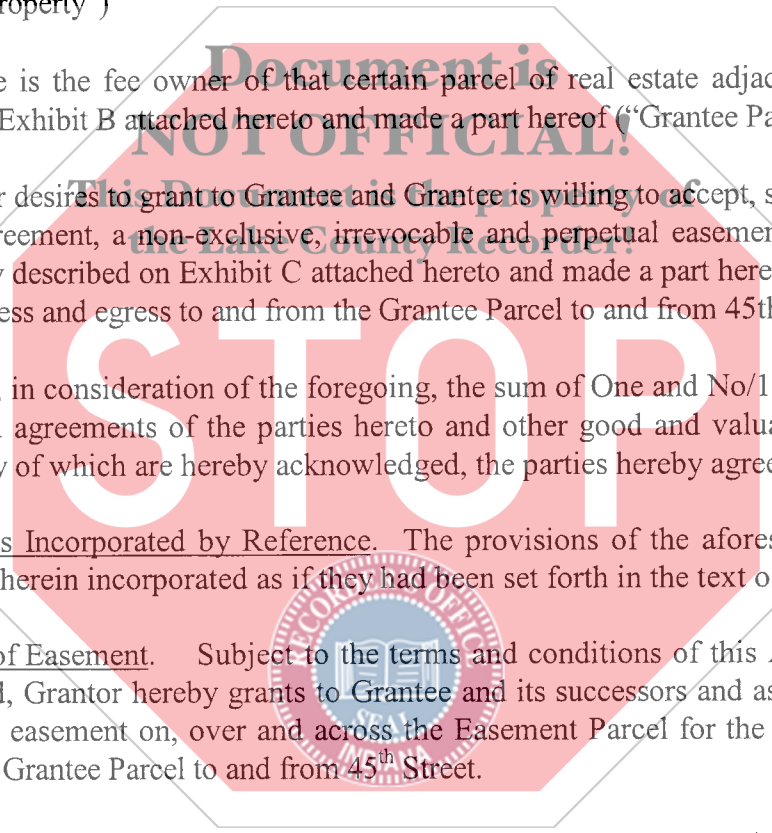 roperty")
e is the fee owner of that certain parcel of real estate adjac
Exhibit B attached hereto and made a part hereof ("Grantee Pa
r desires to grant to Grantee and Grantee is willing to accept, s
reement, a non-exclusive, irrevocable and perpetual easemen
y described on Exhibit C attached hereto and made a part here
ess and egress to and from the Grantee Parcel to and from 45th
, in consideration of the foregoing, the sum of One and No/1
l agreements of the parties hereto and other good and valua
y of which are hereby acknowledged, the parties hereby agree
s Incorporated by Reference. The provisions of the afores
herein incorporated as if they had been set forth in the text o
of Easement. Subject to the terms and conditions of this A
d, Grantor hereby grants to Grantee and its successors and as
easement on, over and across the Easement Parcel for the
Grantee Parcel to and from 45th Street.
Document is
NOT OFFICIAL!
This Document is the property of
the Lake County Recorder!
STOP
RECORDER OFFICE
SEAL
INDIANA